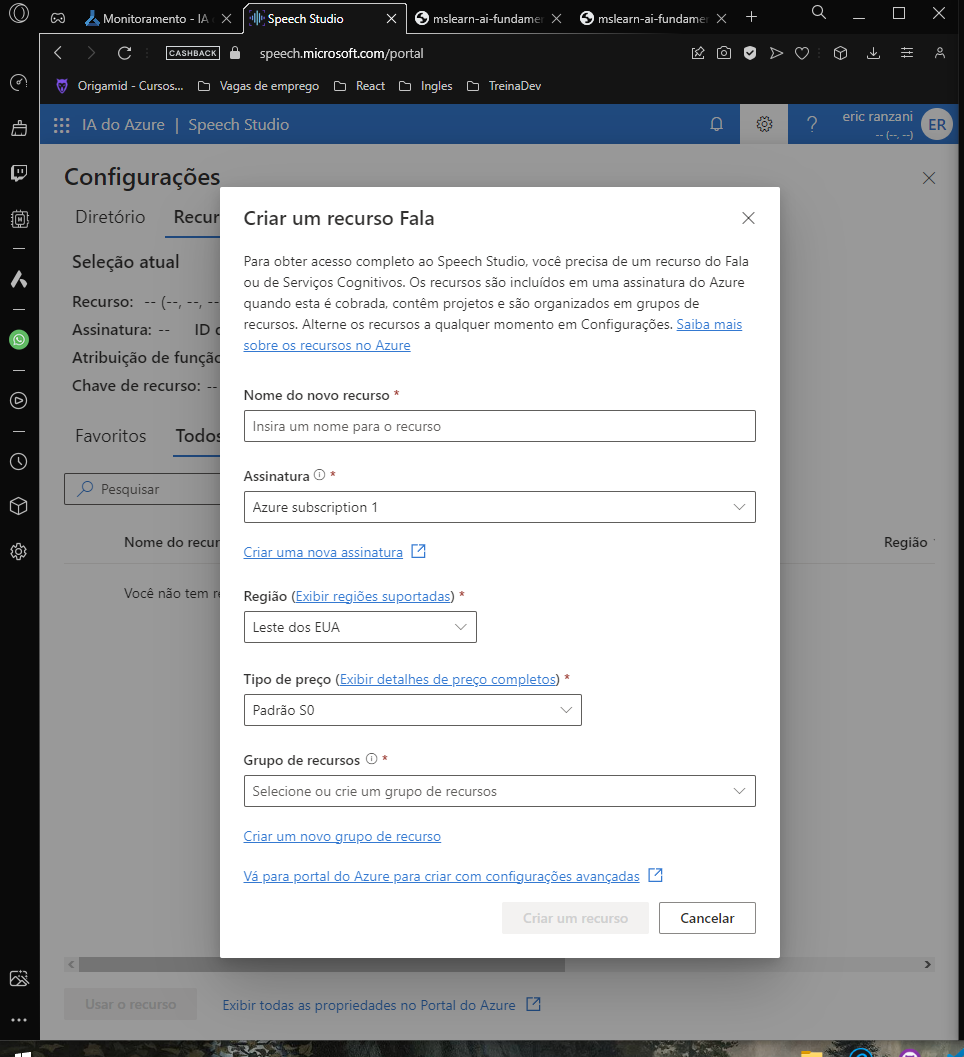 Monitoramento - IA
Speech Studio
mslearn-ai-fundamer
mslearn-ai-fundamer
CASHBACK
speech.microsoft.com/portal
Origamid - Cursos...
Vagas de emprego
React
Ingles
TreinaDev
IA do Azure | Speech Studio
?
eric ranzani
-- (--, --)
ER
Configurações
Diretório
Recur
Seleção atual
Recurso: -- (--, --, --
Assinatura: -- ID d
Atribuição de função
Chave de recurso: --
Favoritos
Todos
Pesquisar
Nome do recur
Região
Você não tem re
Criar um recurso Fala
Para obter acesso completo ao Speech Studio, você precisa de um recurso do Fala
ou de Serviços Cognitivos. Os recursos são incluídos em uma assinatura do Azure
quando esta é cobrada, contêm projetos e são organizados em grupos de
recursos. Alterne os recursos a qualquer momento em Configurações. Saiba mais
sobre os recursos no Azure
Nome do novo recurso *
Insira um nome para o recurso
Assinatura *
Azure subscription 1
Criar uma nova assinatura
Região (Exibir regiões suportadas) *
Leste dos EUA
Tipo de preço (Exibir detalhes de preço completos) *
Padrão S0
Grupo de recursos *
Selecione ou crie um grupo de recursos
Criar um novo grupo de recurso
Vá para portal do Azure para criar com configurações avançadas
Criar um recurso
Cancelar
Usar o recurso
Exibir todas as propriedades no Portal do Azure